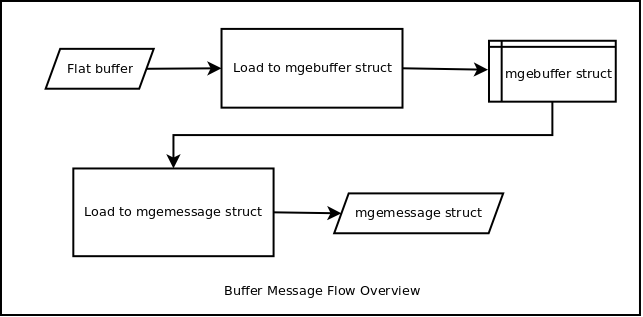 Flat buffer
Load to mgebuffer struct
mgebuffer struct
Load to mgemessage struct
mgemessage struct
Buffer Message Flow Overview